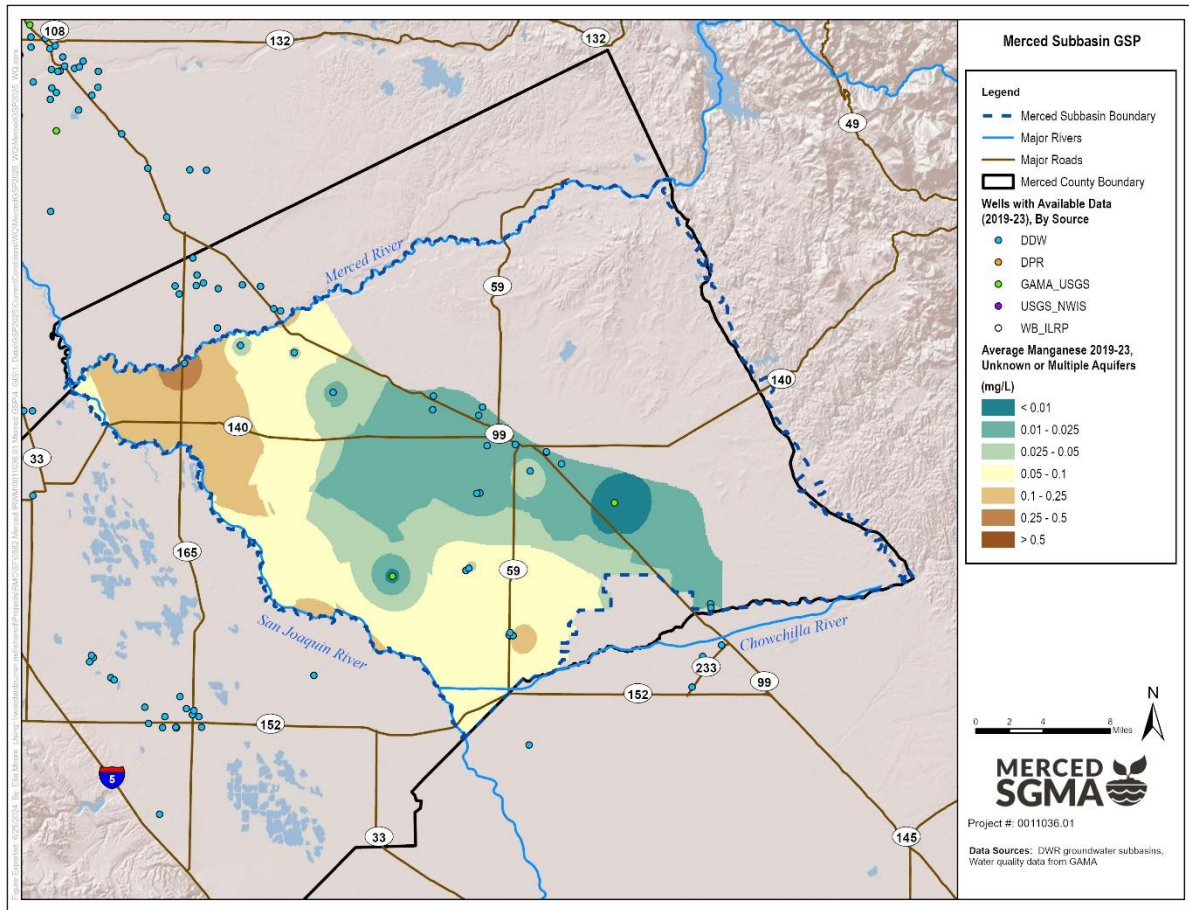 108
132
132
49
Merced River
59
140
140
99
33
165
59
San Joaquin River
Chowchilla River
233
99
152
152
5
33
145
Merced Subbasin GSP
Legend
Merced Subbasin Boundary
Major Rivers
Major Roads
Merced County Boundary
Wells with Available Data
(2019-23), By Source
DDW
DPR
GAMA_USGS
USGS_NWIS
WB_ILRP
Average Manganese 2019-23,
Unknown or Multiple Aquifers
(mg/L)
< 0.01
0.01 - 0.025
0.025 - 0.05
0.05 - 0.1
0.1 - 0.25
0.25 - 0.5
> 0.5
N
0 2 4 8
Miles
MERCED
SGMA
Project #: 0011036.01
Data Sources: DWR groundwater subbasins,
Water quality data from GAMA